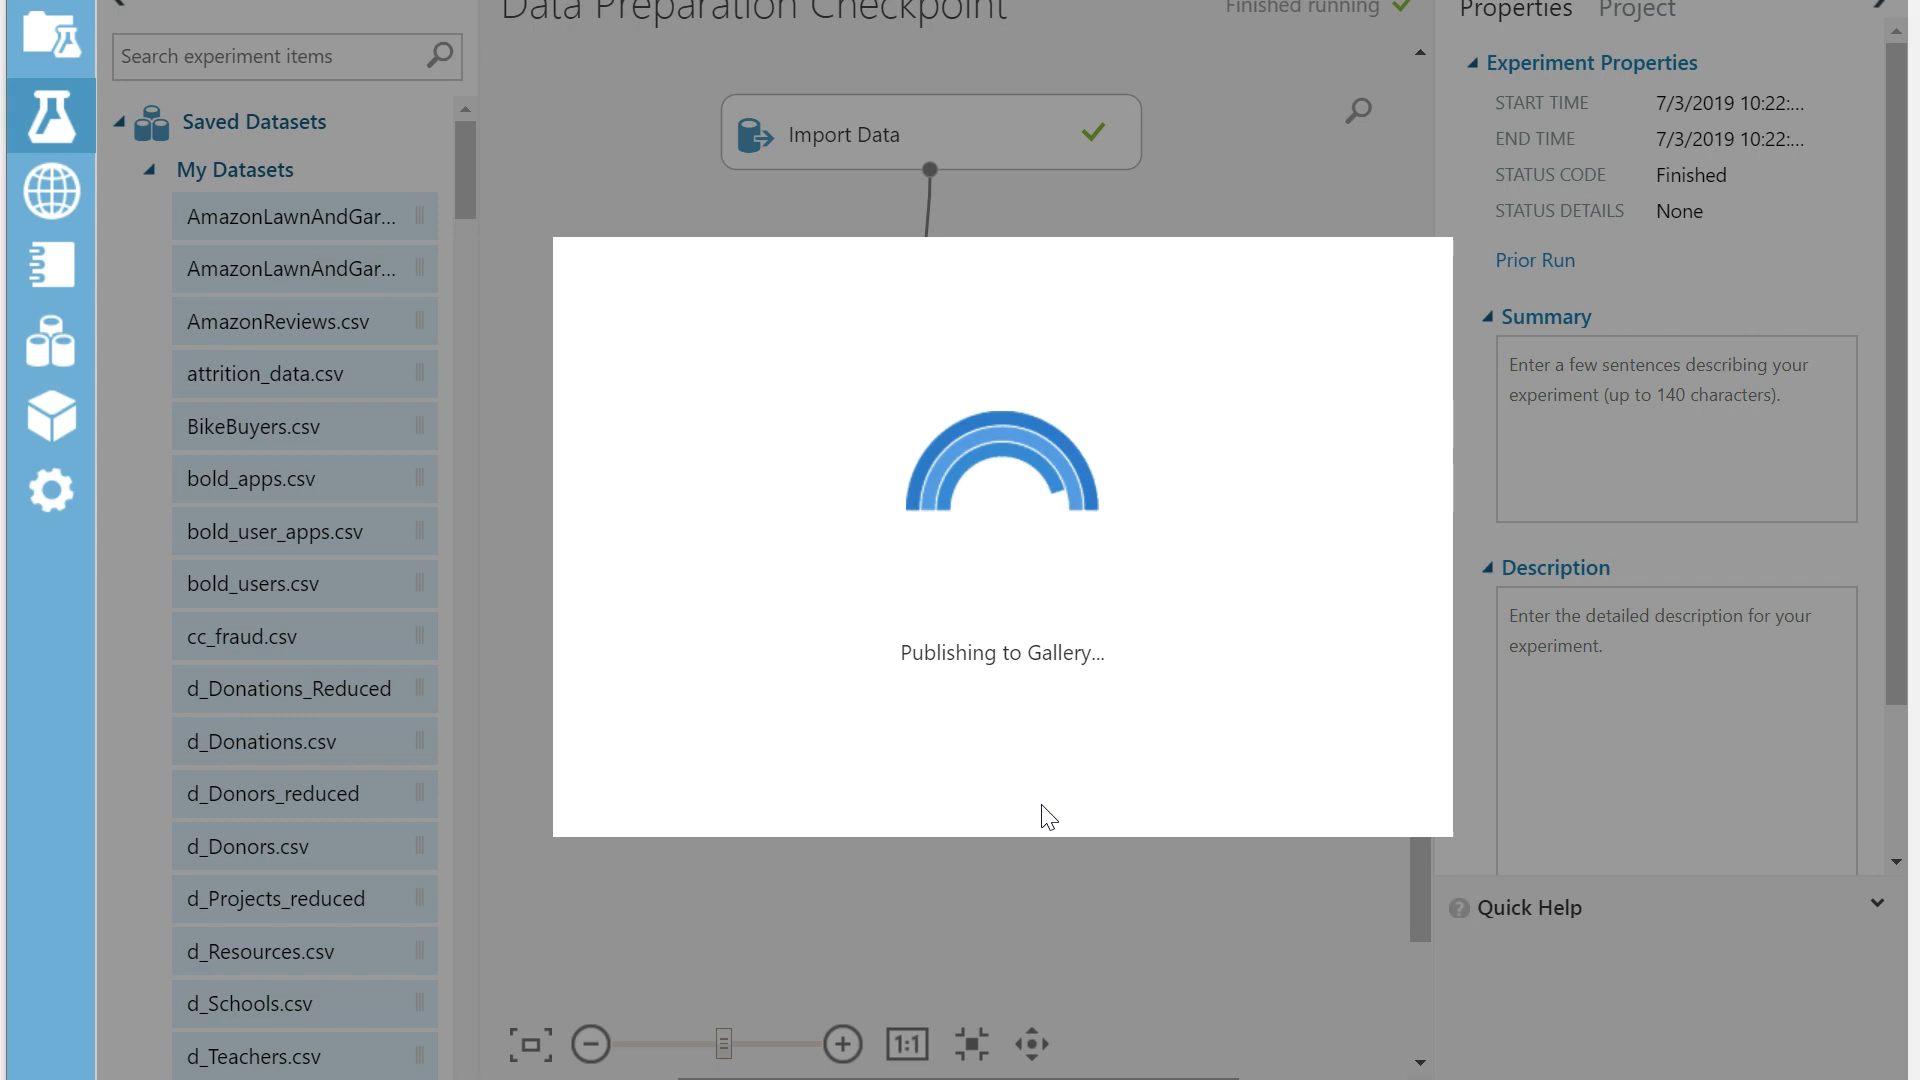 Data Preparation Checkpoint
Finished running
Properties
Project
Search experiment items
Saved Datasets
My Datasets
AmazonLawnAndGar...
AmazonLawnAndGar...
AmazonReviews.csv
attrition_data.csv
BikeBuyers.csv
bold_apps.csv
bold_user_apps.csv
bold_users.csv
cc_fraud.csv
d_Donations_Reduced
d_Donations.csv
d_Donors_reduced
d_Donors.csv
d_Projects_reduced
d_Resources.csv
d_Schools.csv
d_Teachers.csv
Import Data
Publishing to Gallery...
1:1
Experiment Properties
START TIME 7/3/2019 10:22:...
END TIME 7/3/2019 10:22:...
STATUS CODE Finished
STATUS DETAILS None
Prior Run
Summary
Enter a few sentences describing your
experiment (up to 140 characters).
Description
Enter the detailed description for your
experiment.
? Quick Help